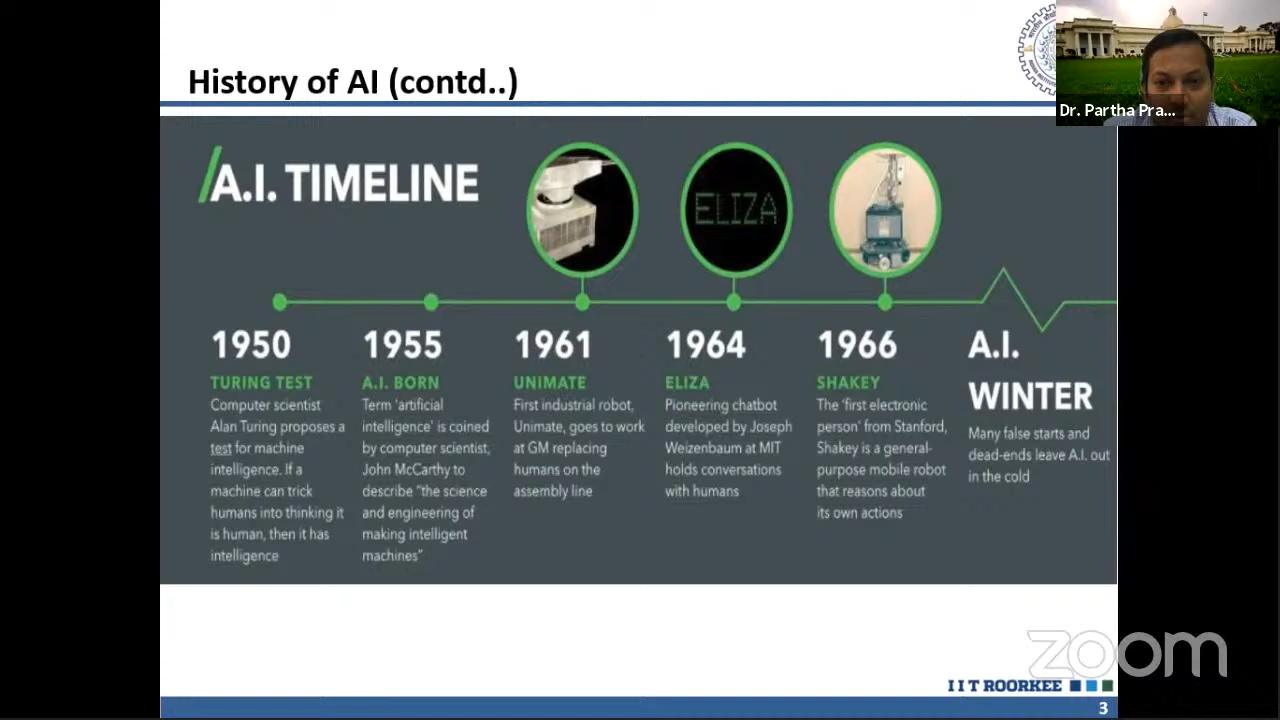 History of AI (contd..)
Dr. Partha Pra...
A.I. TIMELINE
ELIZA
1950
TURING TEST
Computer scientist
Alan Turing proposes a
test for machine
intelligence. If a
machine can trick
humans into thinking it
is human, then it has
intelligence
1955
A.I. BORN
Term 'artificial
intelligence' is coined
by computer scientist,
John McCarthy to
describe "the science
and engineering of
making intelligent
machines"
1961
UNIMATE
First industrial robot,
Unimate, goes to work
at GM replacing
humans on the
assembly line
1964
ELIZA
Pioneering chatbot
developed by Joseph
Weizenbaum at MIT
holds conversations
with humans
1966
SHAKEY
The 'first electronic
person' from Stanford,
Shakey is a general-
purpose mobile robot
that reasons about
its own actions
A.I.
WINTER
Many false starts and
dead-ends leave A.I. out
in the cold
zoom
I I T ROORKEE
3